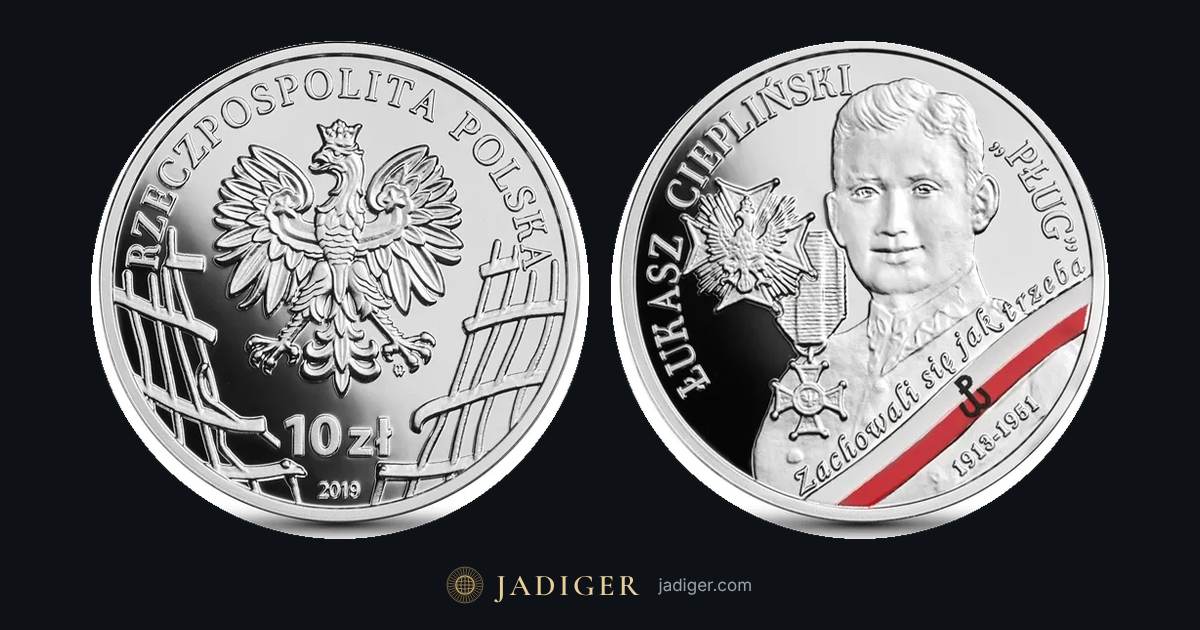 RZECZPOSPOLITA POLSKA
10 zł
2019
ŁUKASZ CIEPLIŃSKI
„PŁUG”
Zachowali się jak trzeba
1913-1951
JADIGER jadiger.com